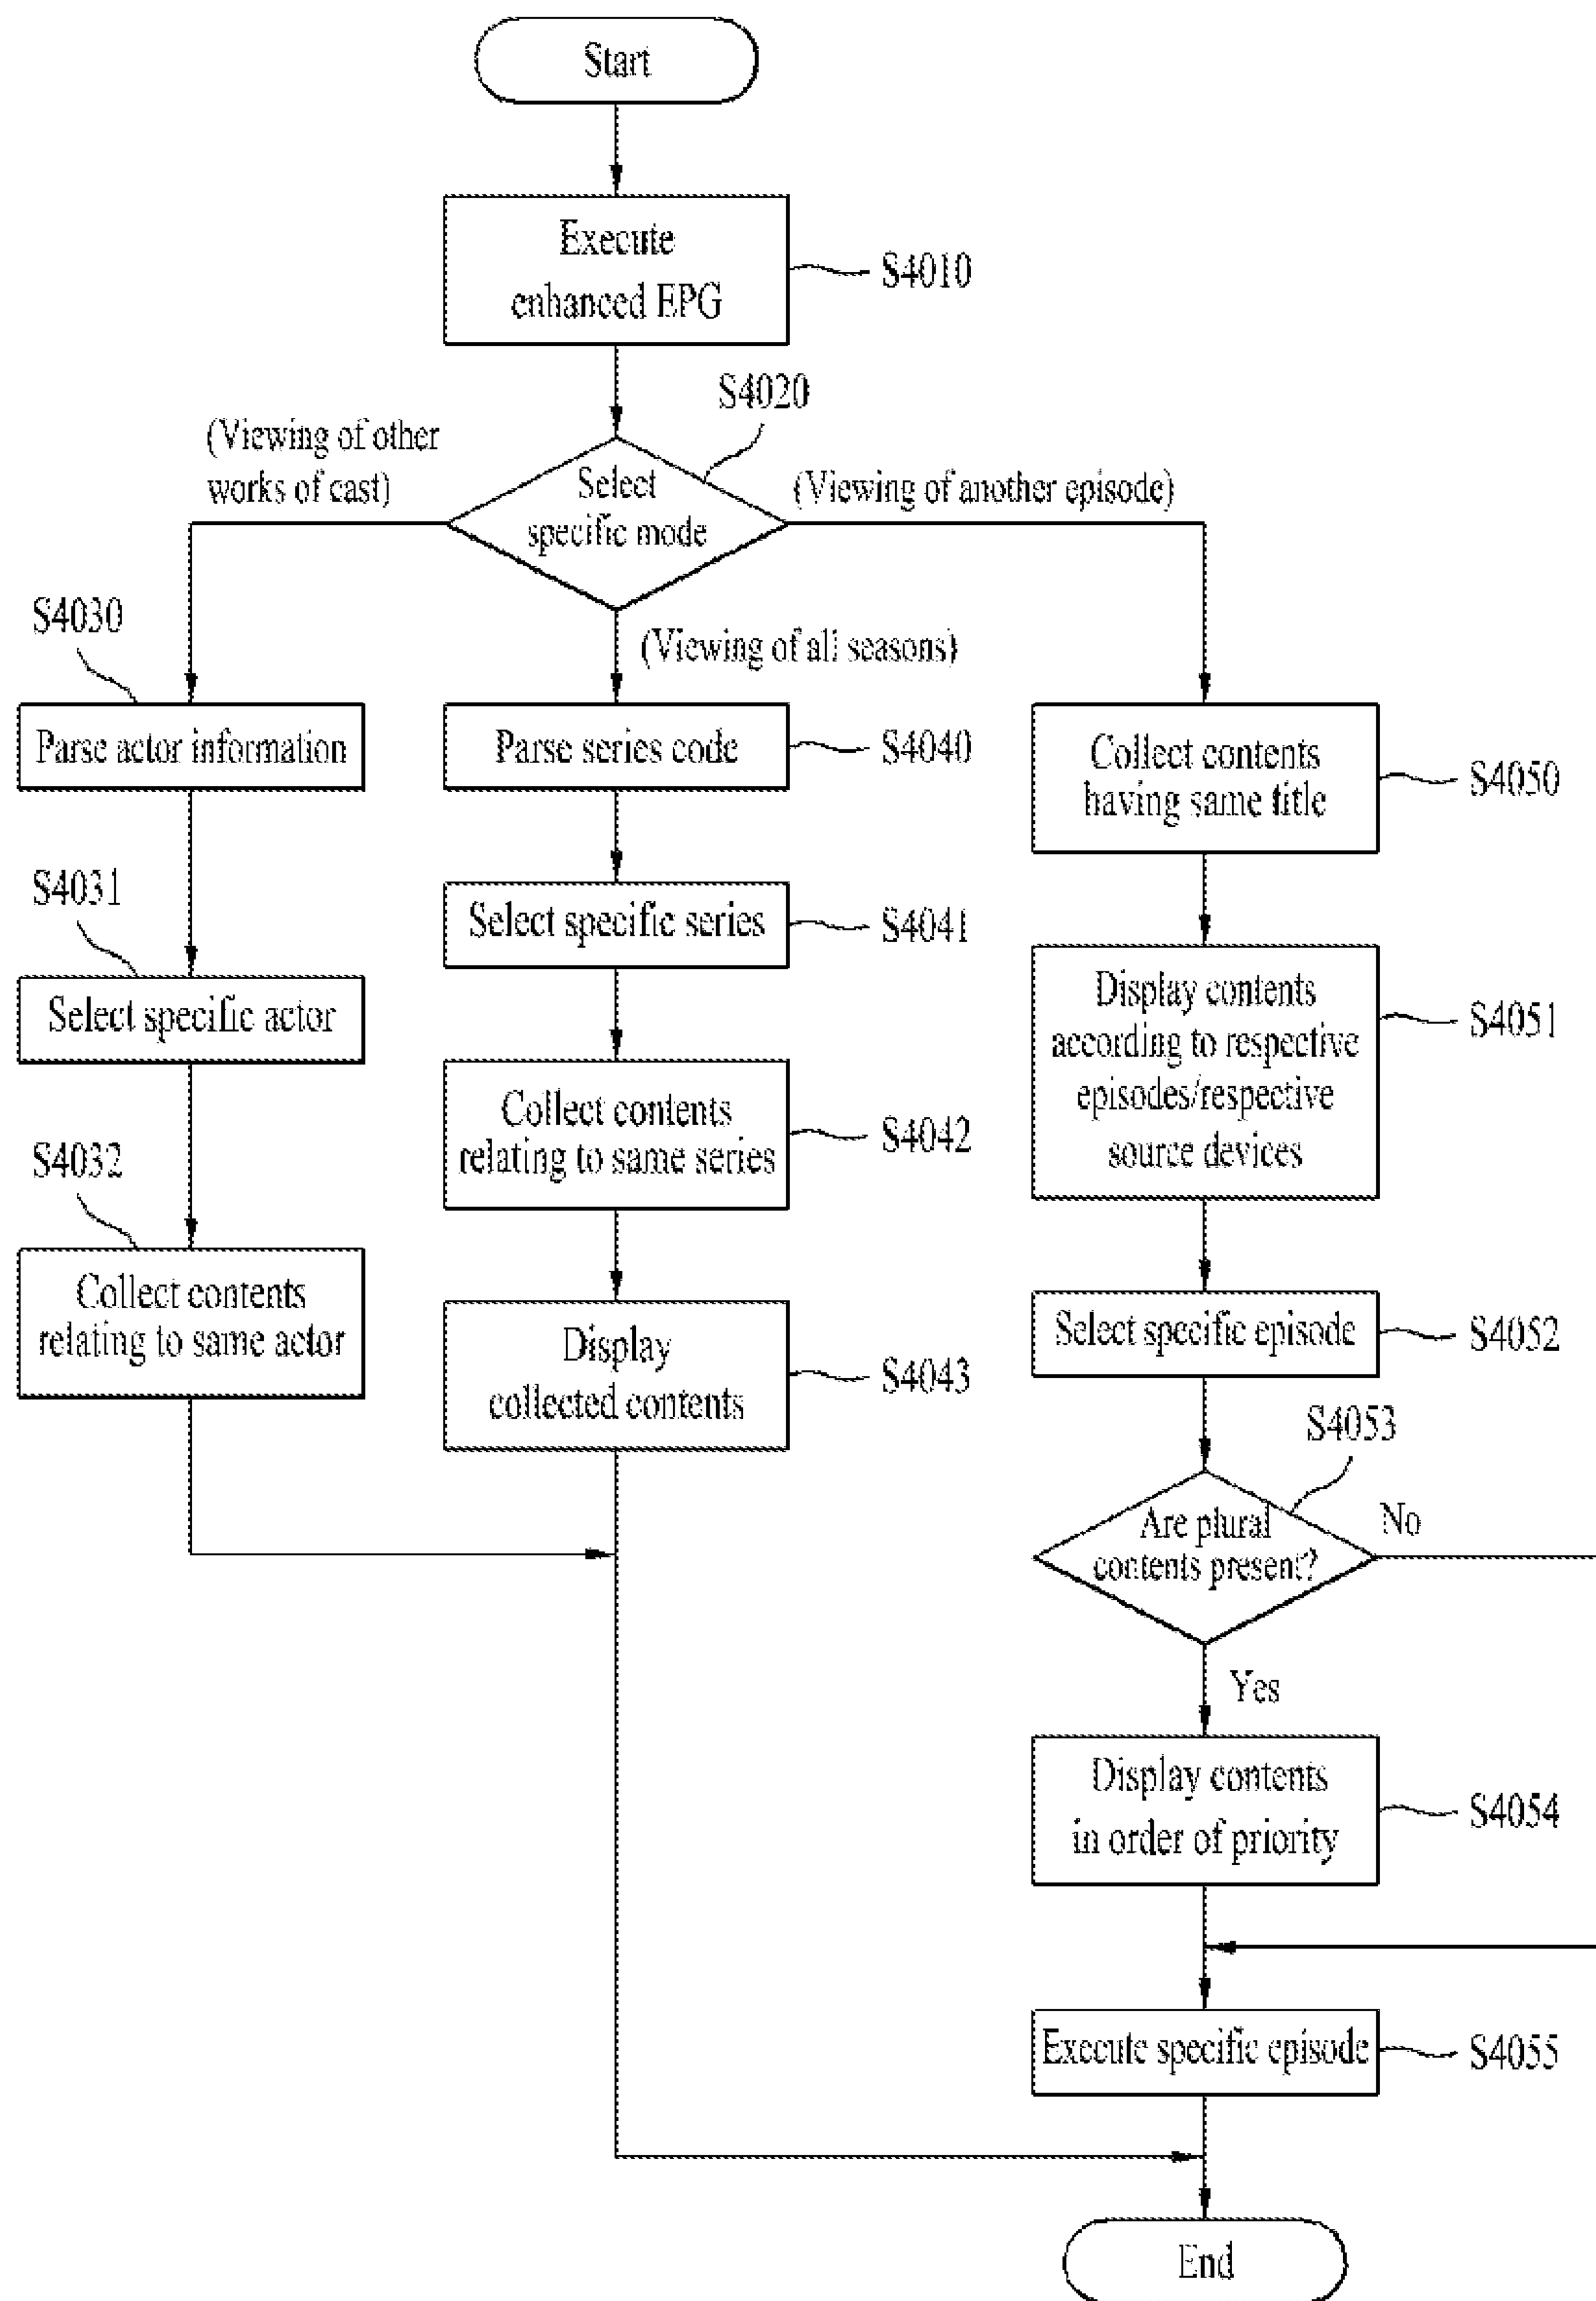 Start
Execute
enhanced EPG
S4010
S4020
(Viewing of other
works of cast)
Select
specific mode
(Viewing of another episode)
(Viewing of all seasons)
S4030
Parse actor information
S4031
Select specific actor
S4032
Collect contents
relating to same actor
Parse series code
S4040
Select specific series
S4041
Collect contents
relating to same series
S4042
Display
collected contents
S4043
Collect contents
having same title
S4050
Display contents
according to respective
episodes/respective
source devices
S4051
Select specific episode
S4052
S4053
Are plural
contents present?
No
Yes
Display contents
in order of priority
S4054
Execute specific episode
S4055
End